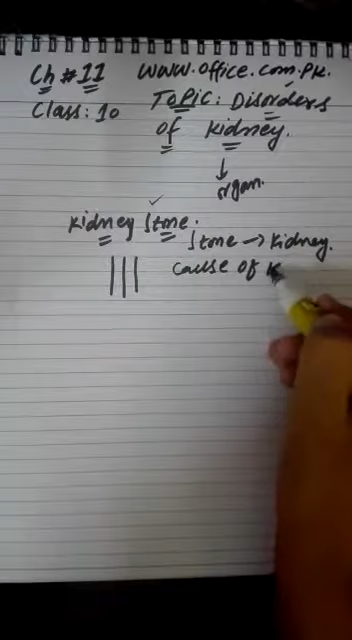 Ch # 11 www.office.com.pk.
Class: 10 Topic: Disorders
of kidney.
organ.
kidney Stone.
Stone → kidney.
cause of K